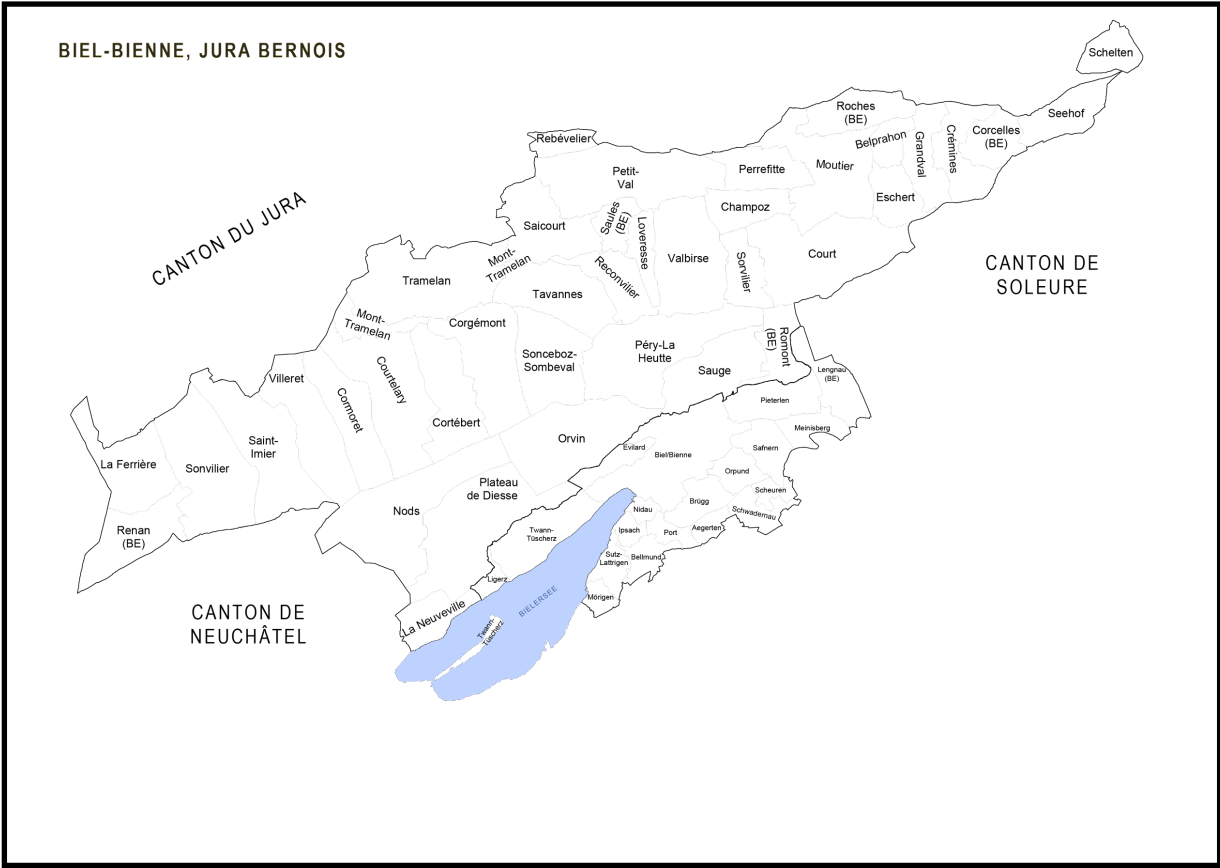 BIEL-BIENNE, JURA BERNOIS
Schelten
Seehof
Roches
(BE)
Belprahon
Grandval
Crémines
Corcelles
(BE)
Rebévelier
Petit-
Val
Perrefitte
Moutier
Eschert
Champoz
Saicourt
Saules
(BE)
Loveresse
Valbirse
Sorvilier
Court
CANTON DU JURA
CANTON DE
SOLEURE
Tramelan
Mont-
Tramelan
Reconvilier
Tavannes
Mont-
Tramelan
Corgémont
Sonceboz-
Sombeval
Péry-La
Heutte
Sauge
Romont
(BE)
Lengnau
(BE)
Villeret
Cormoret
Courtelary
Cortébert
Orvin
Pieterlen
Meinisberg
La Ferrière
Sonvilier
Saint-
Imier
Evilard
Biel/Bienne
Safnern
Orpund
Scheuren
Schwadernau
Renan
(BE)
Nods
Plateau
de Diesse
Twann-
Tüscherz
Nidau
Brügg
Ipsach
Port
Aegerten
Sutz-
Lattrigen
Bellmund
Mörigen
Ligerz
La Neuveville
BIELERSEE
Twann-
Tüscherz
CANTON DE
NEUCHÂTEL